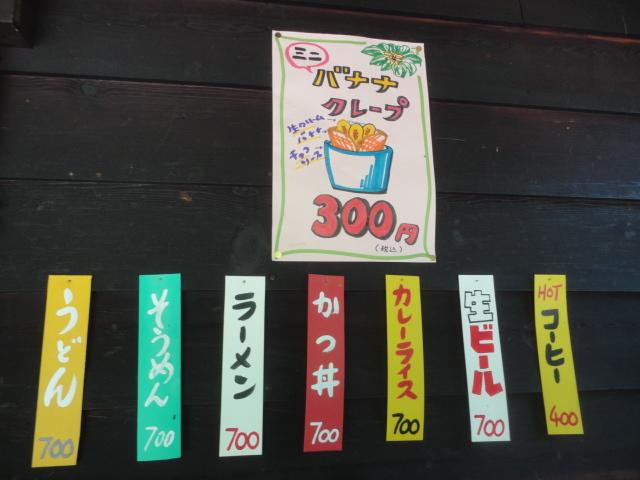 ミニ
バナナ
クレープ
生クリーム
バナナ
チョコ
ソース
300円
(税込)
うどん
700
そうめん
700
ラーメン
700
かつ丼
700
カレーライス
700
生ビール
700
HOT
コーヒー
400